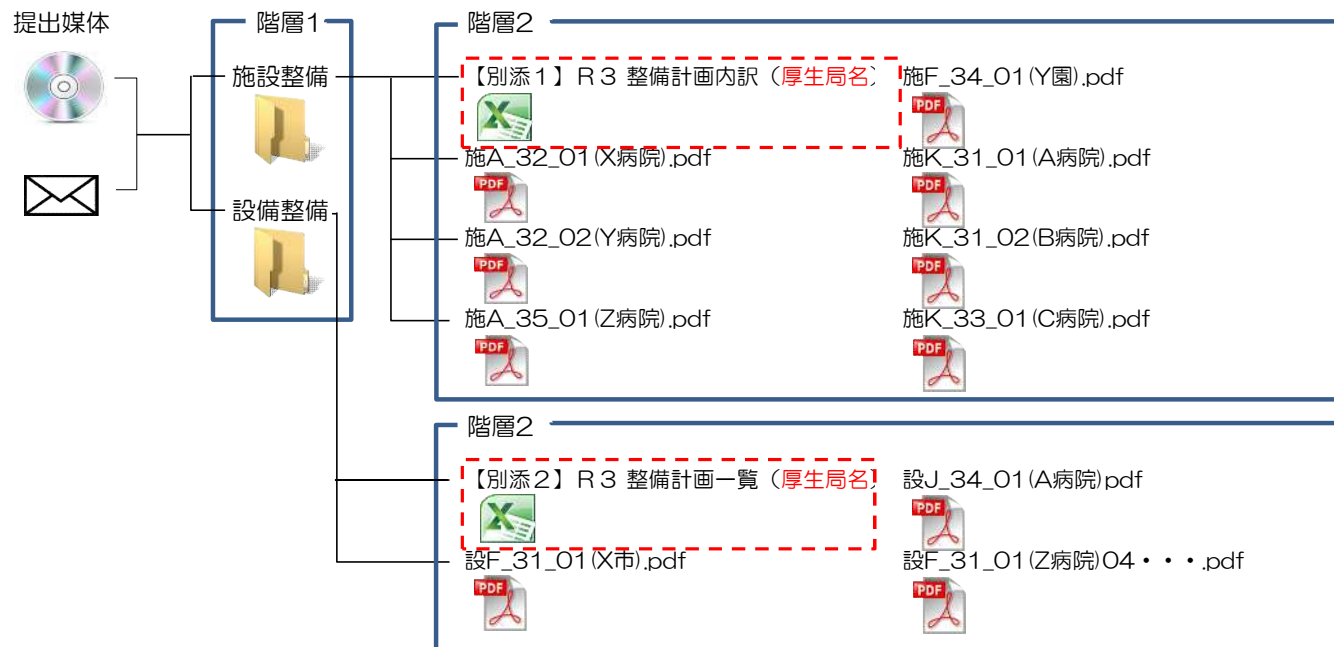 提出媒体
階層1
施設整備
設備整備
階層2
【別添1】R3 整備計画内訳（厚生局名）
施F_34_01(Y園).pdf
施A_32_01(X病院).pdf
施K_31_01(A病院).pdf
施A_32_02(Y病院).pdf
施K_31_02(B病院).pdf
施A_35_01(Z病院).pdf
施K_33_01(C病院).pdf
PDF
PDF
PDF
PDF
PDF
PDF
PDF
階層2
【別添2】R3 整備計画一覧（厚生局名）
設J_34_01(A病院)pdf
設F_31_01(X市).pdf
設F_31_01(Z病院)04・・・.pdf
PDF
PDF
PDF